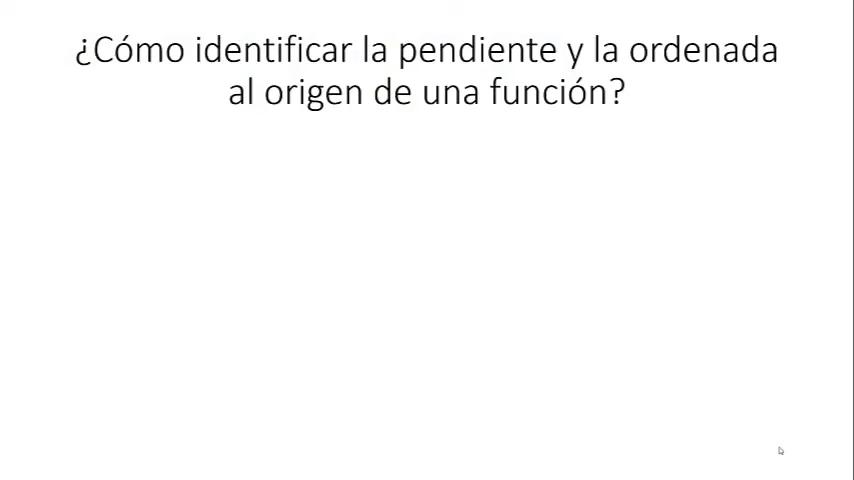 ¿Cómo identificar la pendiente y la ordenada
al origen de una función?